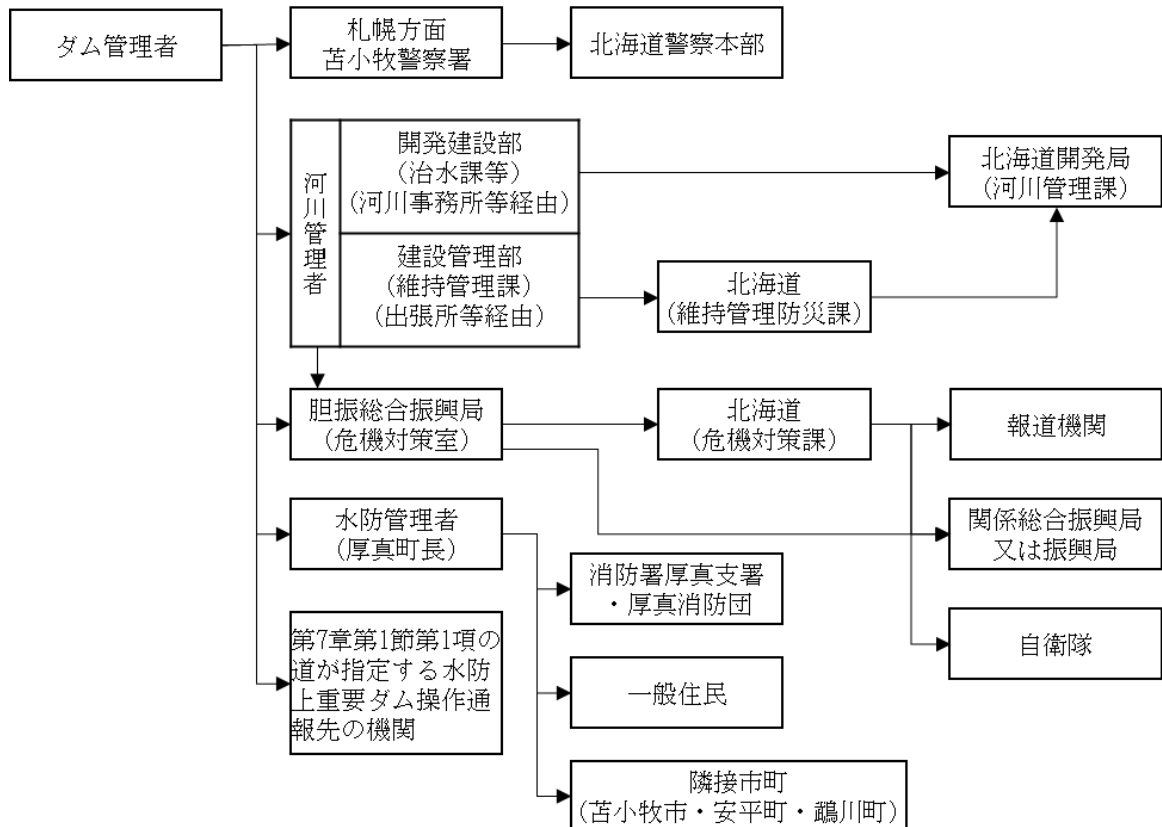 ダム管理者
札幌方面
苫小牧警察署
北海道警察本部
河川管理者
開発建設部
(治水課等)
(河川事務所等経由)
北海道開発局
(河川管理課)
建設管理部
(維持管理課)
(出張所等経由)
北海道
(維持管理防災課)
胆振総合振興局
(危機対策室)
北海道
(危機対策課)
報道機関
水防管理者
(厚真町長)
関係総合振興局
又は振興局
消防署厚真支署
・厚真消防団
第7章第1節第1項の
道が指定する水防
上重要ダム操作通
報先の機関
自衛隊
一般住民
隣接市町
(苫小牧市・安平町・鵡川町)